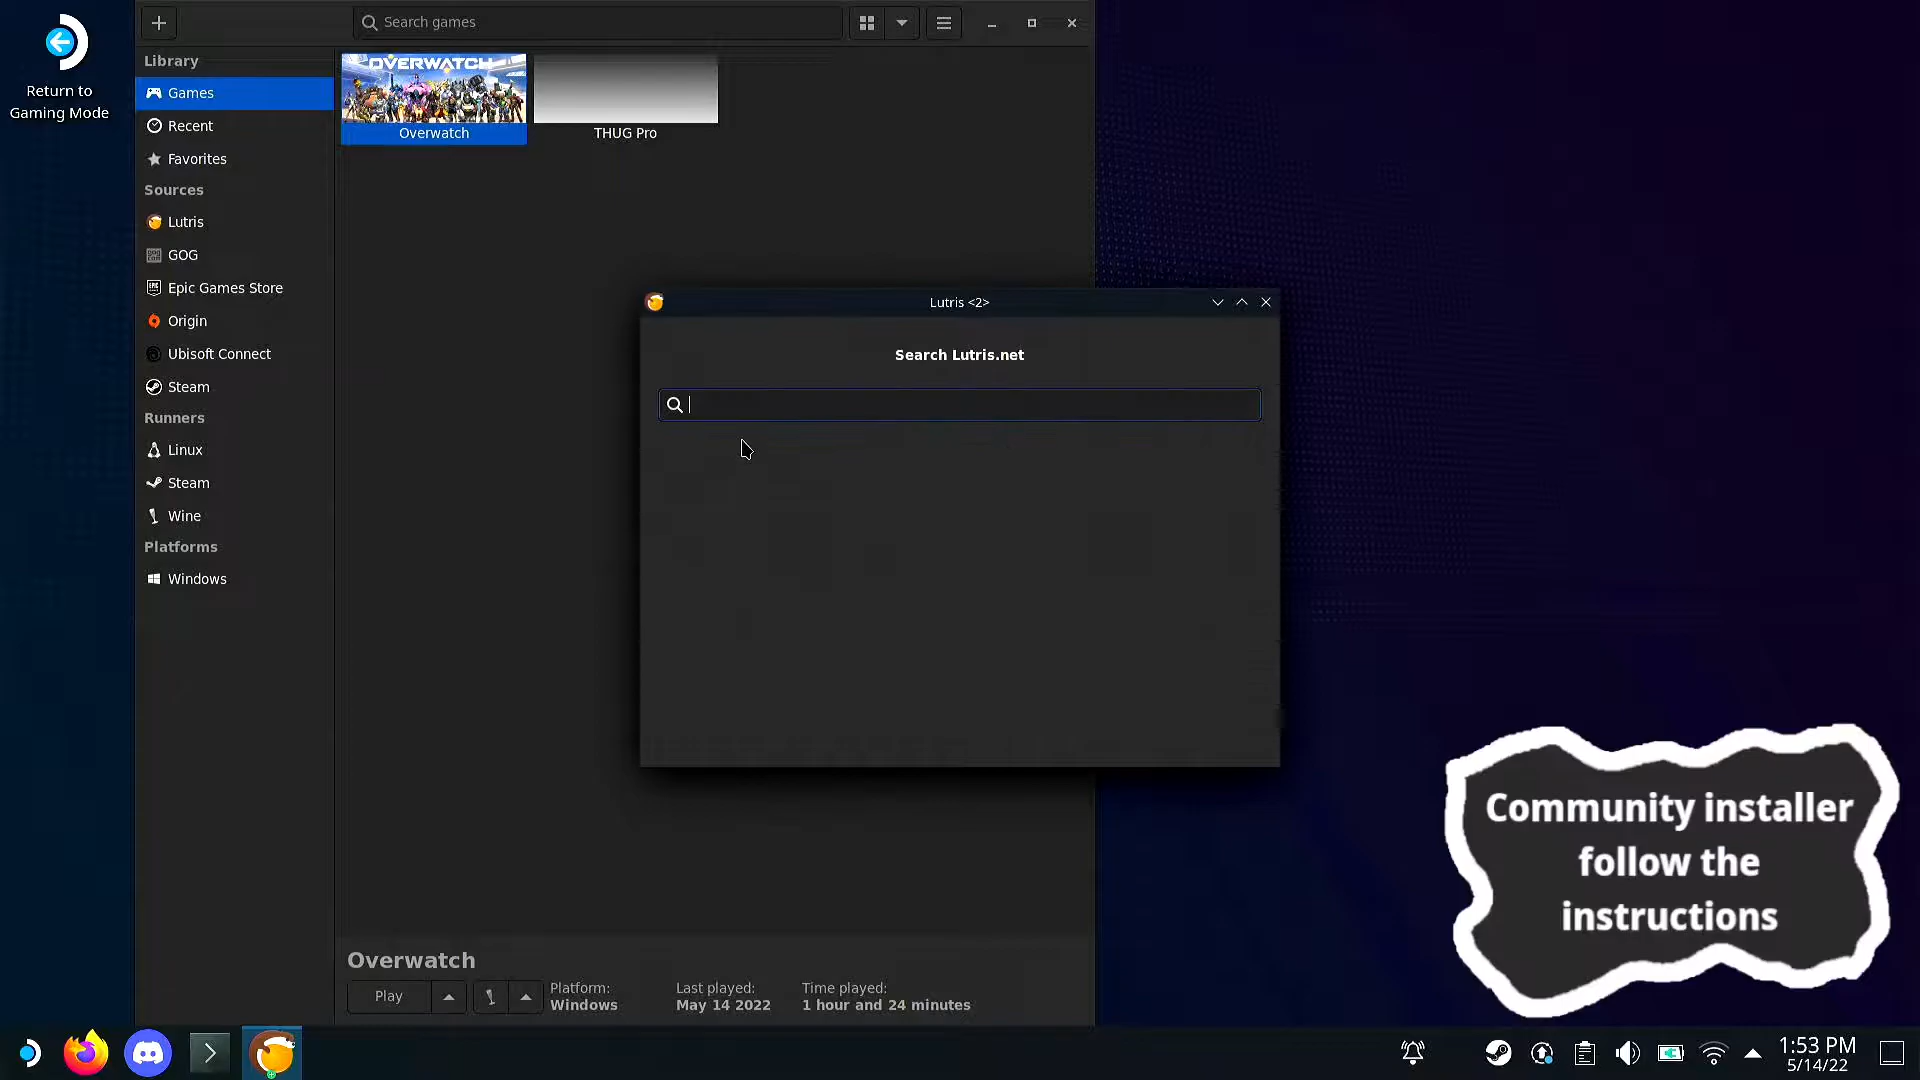 Return to
Gaming Mode
Search games
Library
Games
Recent
Favorites
Sources
Lutris
GOG
Epic Games Store
Origin
Ubisoft Connect
Steam
Runners
Linux
Steam
Wine
Platforms
Windows
OVERWATCH
Overwatch
THUG Pro
Lutris <2>
Search Lutris.net
Community installer
follow the
instructions
Overwatch
Play
Platform:
Windows
Last played:
May 14 2022
Time played:
1 hour and 24 minutes
1:53 PM
5/14/22